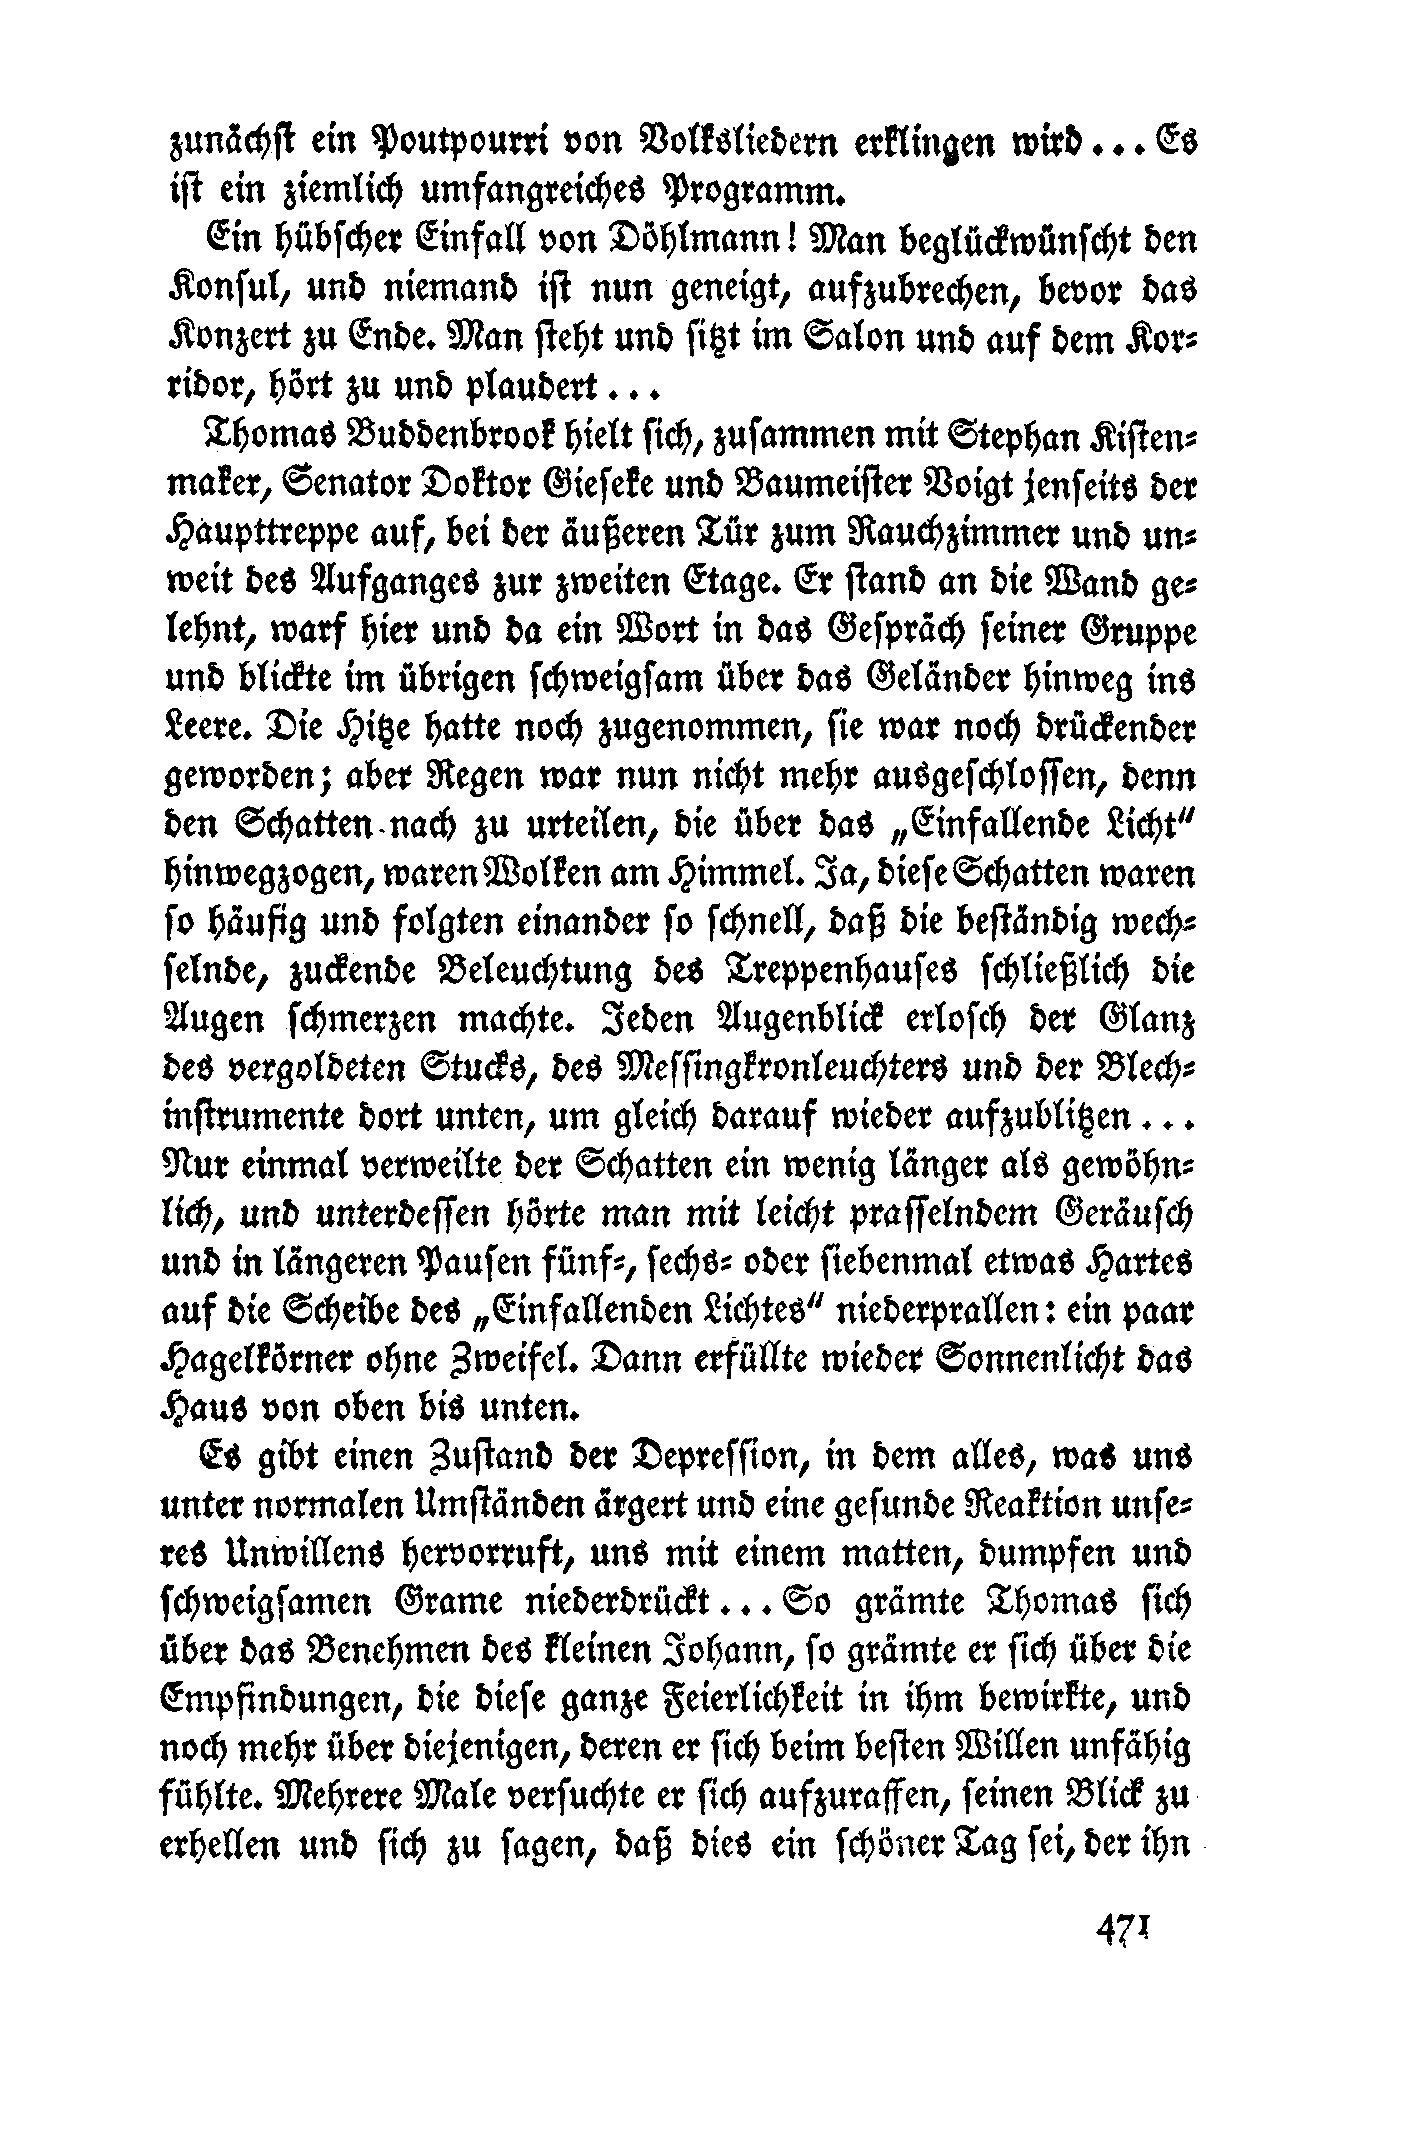 zunächst ein Poutpourri von Volksliedern erklingen wird... Es
ist ein ziemlich umfangreiches Programm.
Ein hübscher Einfall von Döhlmann! Man beglückwünscht den
Konsul, und niemand ist nun geneigt, aufzubrechen, bevor das
Konzert zu Ende. Man steht und sitzt im Salon und auf dem Kor-
ridor, hört zu und plaudert...
Thomas Buddenbrook hielt sich, zusammen mit Stephan Kisten-
maker, Senator Doktor Gieseke und Baumeister Voigt jenseits der
Haupttreppe auf, bei der äußeren Tür zum Rauchzimmer und un-
weit des Aufganges zur zweiten Etage. Er stand an die Wand ge-
lehnt, warf hier und da ein Wort in das Gespräch seiner Gruppe
und blickte im übrigen schweigsam über das Geländer hinweg ins
Leere. Die Hitze hatte noch zugenommen, sie war noch drückender
geworden; aber Regen war nun nicht mehr ausgeschlossen, denn
den Schatten nach zu urteilen, die über das „Einfallende Licht“
hinwegzogen, waren Wolken am Himmel. Ja, diese Schatten waren
so häufig und folgten einander so schnell, daß die beständig wech-
selnde, zuckende Beleuchtung des Treppenhauses schließlich die
Augen schmerzen machte. Jeden Augenblick erlosch der Glanz
des vergoldeten Stucks, des Messingkronleuchters und der Blech-
instrumente dort unten, um gleich darauf wieder aufzublitzen...
Nur einmal verweilte der Schatten ein wenig länger als gewöhn-
lich, und unterdessen hörte man mit leicht prasselndem Geräusch
und in längeren Pausen fünf-, sechs- oder siebenmal etwas Hartes
auf die Scheibe des „Einfallenden Lichtes“ niederprallen: ein paar
Hagelkörner ohne Zweifel. Dann erfüllte wieder Sonnenlicht das
Haus von oben bis unten.
Es gibt einen Zustand der Depression, in dem alles, was uns
unter normalen Umständen ärgert und eine gesunde Reaktion unse-
res Unwillens hervorruft, uns mit einem matten, dumpfen und
schweigsamen Grame niederdrückt... So grämte Thomas sich
über das Benehmen des kleinen Johann, so grämte er sich über die
Empfindungen, die diese ganze Feierlichkeit in ihm bewirkte, und
noch mehr über diejenigen, deren er sich beim besten Willen unfähig
fühlte. Mehrere Male versuchte er sich aufzuraffen, seinen Blick zu
erhellen und sich zu sagen, daß dies ein schöner Tag sei, der ihn
471